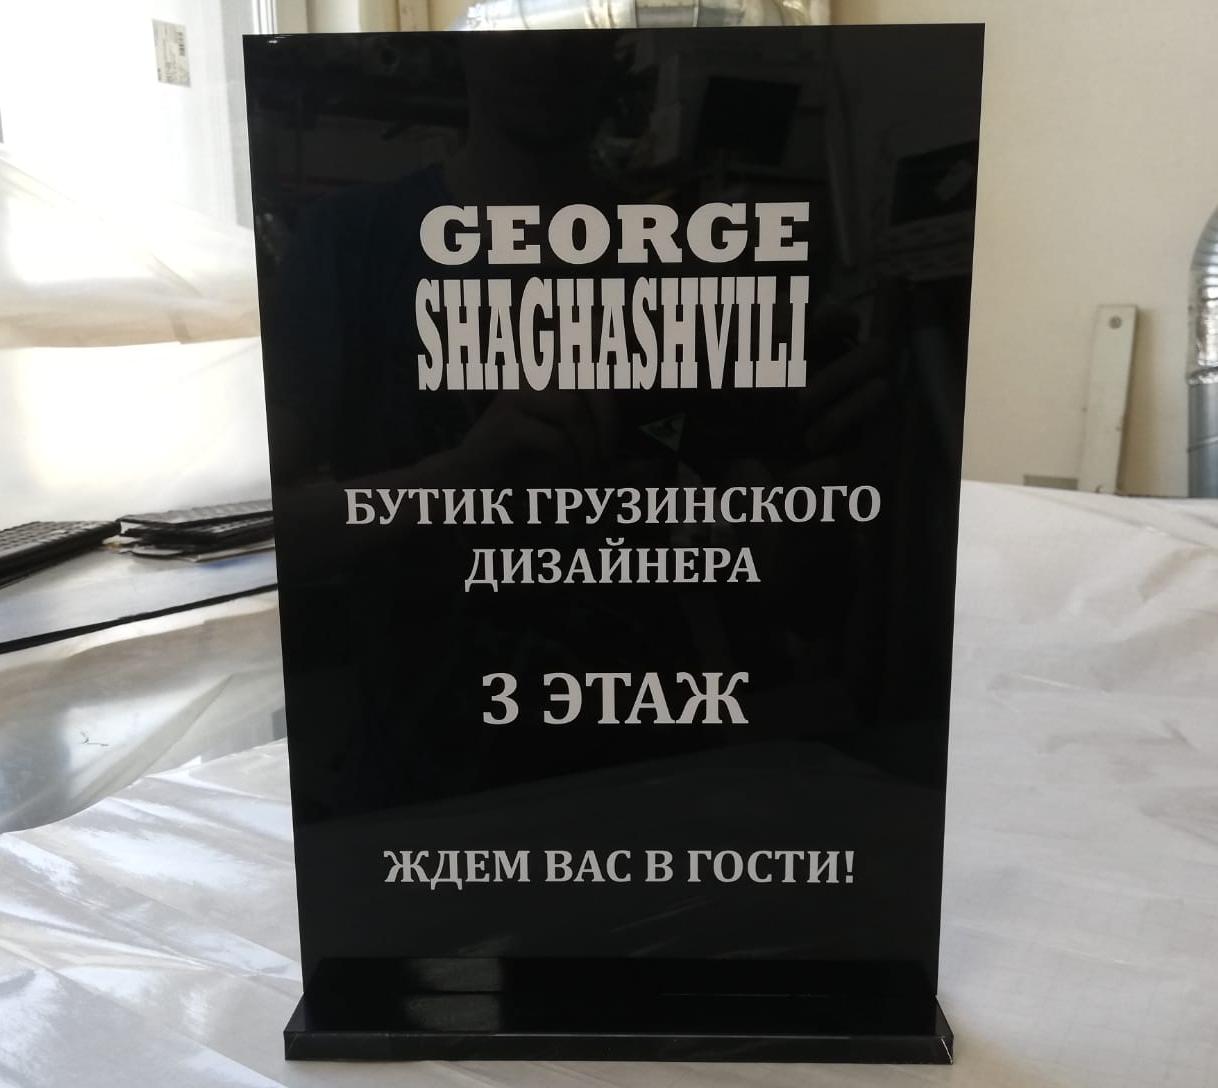 GEORGE
SHAGHASHVILI
БУТИК ГРУЗИНСКОГО
ДИЗАЙНЕРА
3 ЭТАЖ
ЖДЕМ ВАС В ГОСТИ!